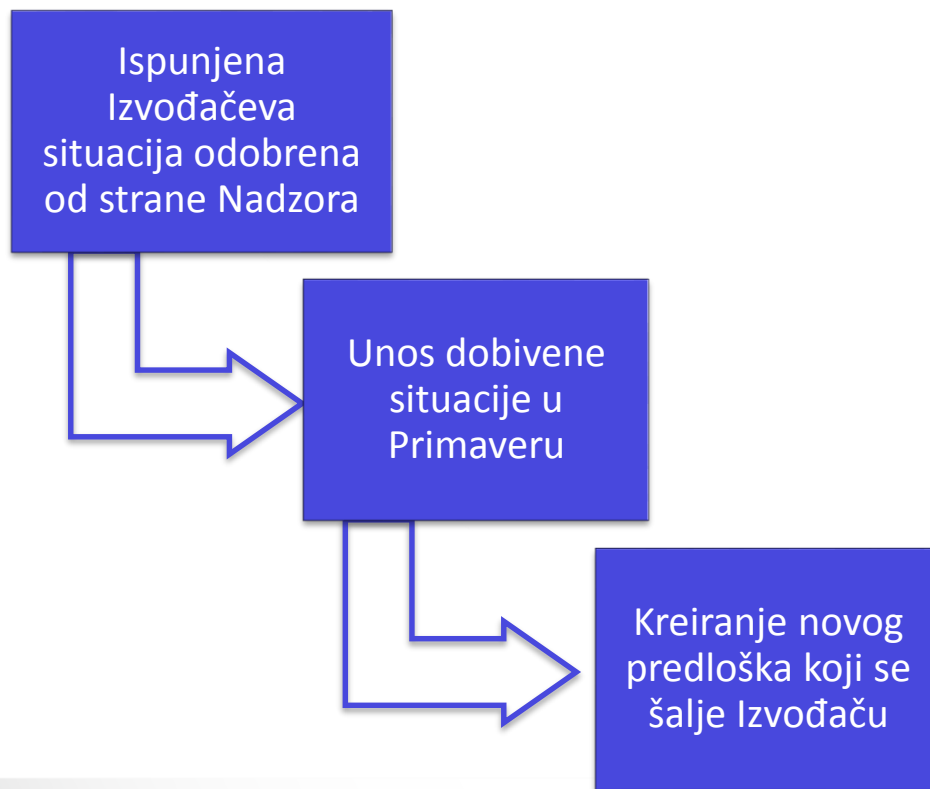 Ispunjena
Izvođačeva
situacija odobrena
od strane Nadzora
Unos dobivene
situacije u
Primaveru
Kreiranje novog
predloška koji se
šalje Izvođaču